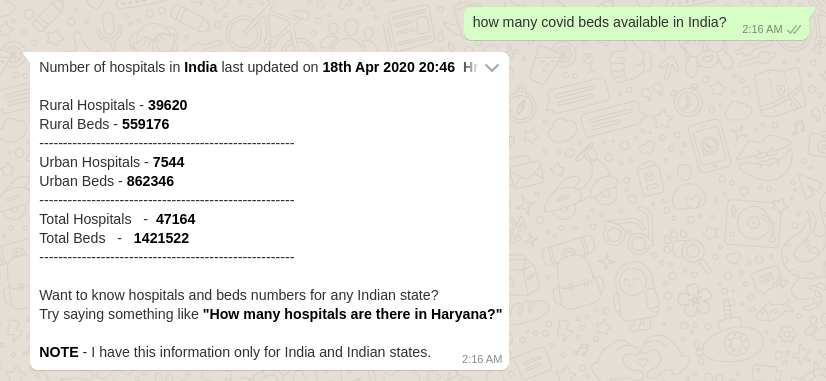 how many covid beds available in India?
2:16 AM
Number of hospitals in India last updated on 18th Apr 2020 20:46
Rural Hospitals - 39620
Rural Beds - 559176
------------------------------------------------------
Urban Hospitals - 7544
Urban Beds - 862346
------------------------------------------------------
Total Hospitals - 47164
Total Beds - 1421522
------------------------------------------------------
Want to know hospitals and beds numbers for any Indian state?
Try saying something like "How many hospitals are there in Haryana?"
NOTE - I have this information only for India and Indian states.
2:16 AM